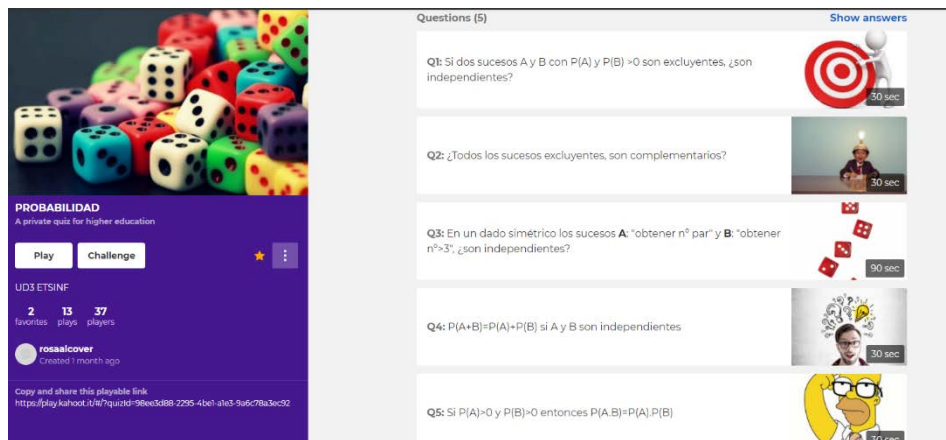 PROBABILIDAD
A private quiz for higher education
Play
Challenge
UD3 ETSINF
2 13 37
favorites plays players
rosaalcover
Created 1 month ago
Copy and share this playable link
https://play.kahoot.it/#/?quizId=98ee3d88-2295-4be1-a1e3-9a6c78a3ec92
Questions (5)
Show answers
Q1: Si dos sucesos A y B con P(A) y P(B) >0 son excluyentes, ¿son
independientes?
30 sec
Q2: ¿Todos los sucesos excluyentes, son complementarios?
30 sec
Q3: En un dado simétrico los sucesos A: "obtener nº par" y B: "obtener
nº>3", ¿son independientes?
90 sec
Q4: P(A+B)=P(A)+P(B) si A y B son independientes
30 sec
Q5: Si P(A)>0 y P(B)>0 entonces P(A.B)=P(A).P(B)
30 sec